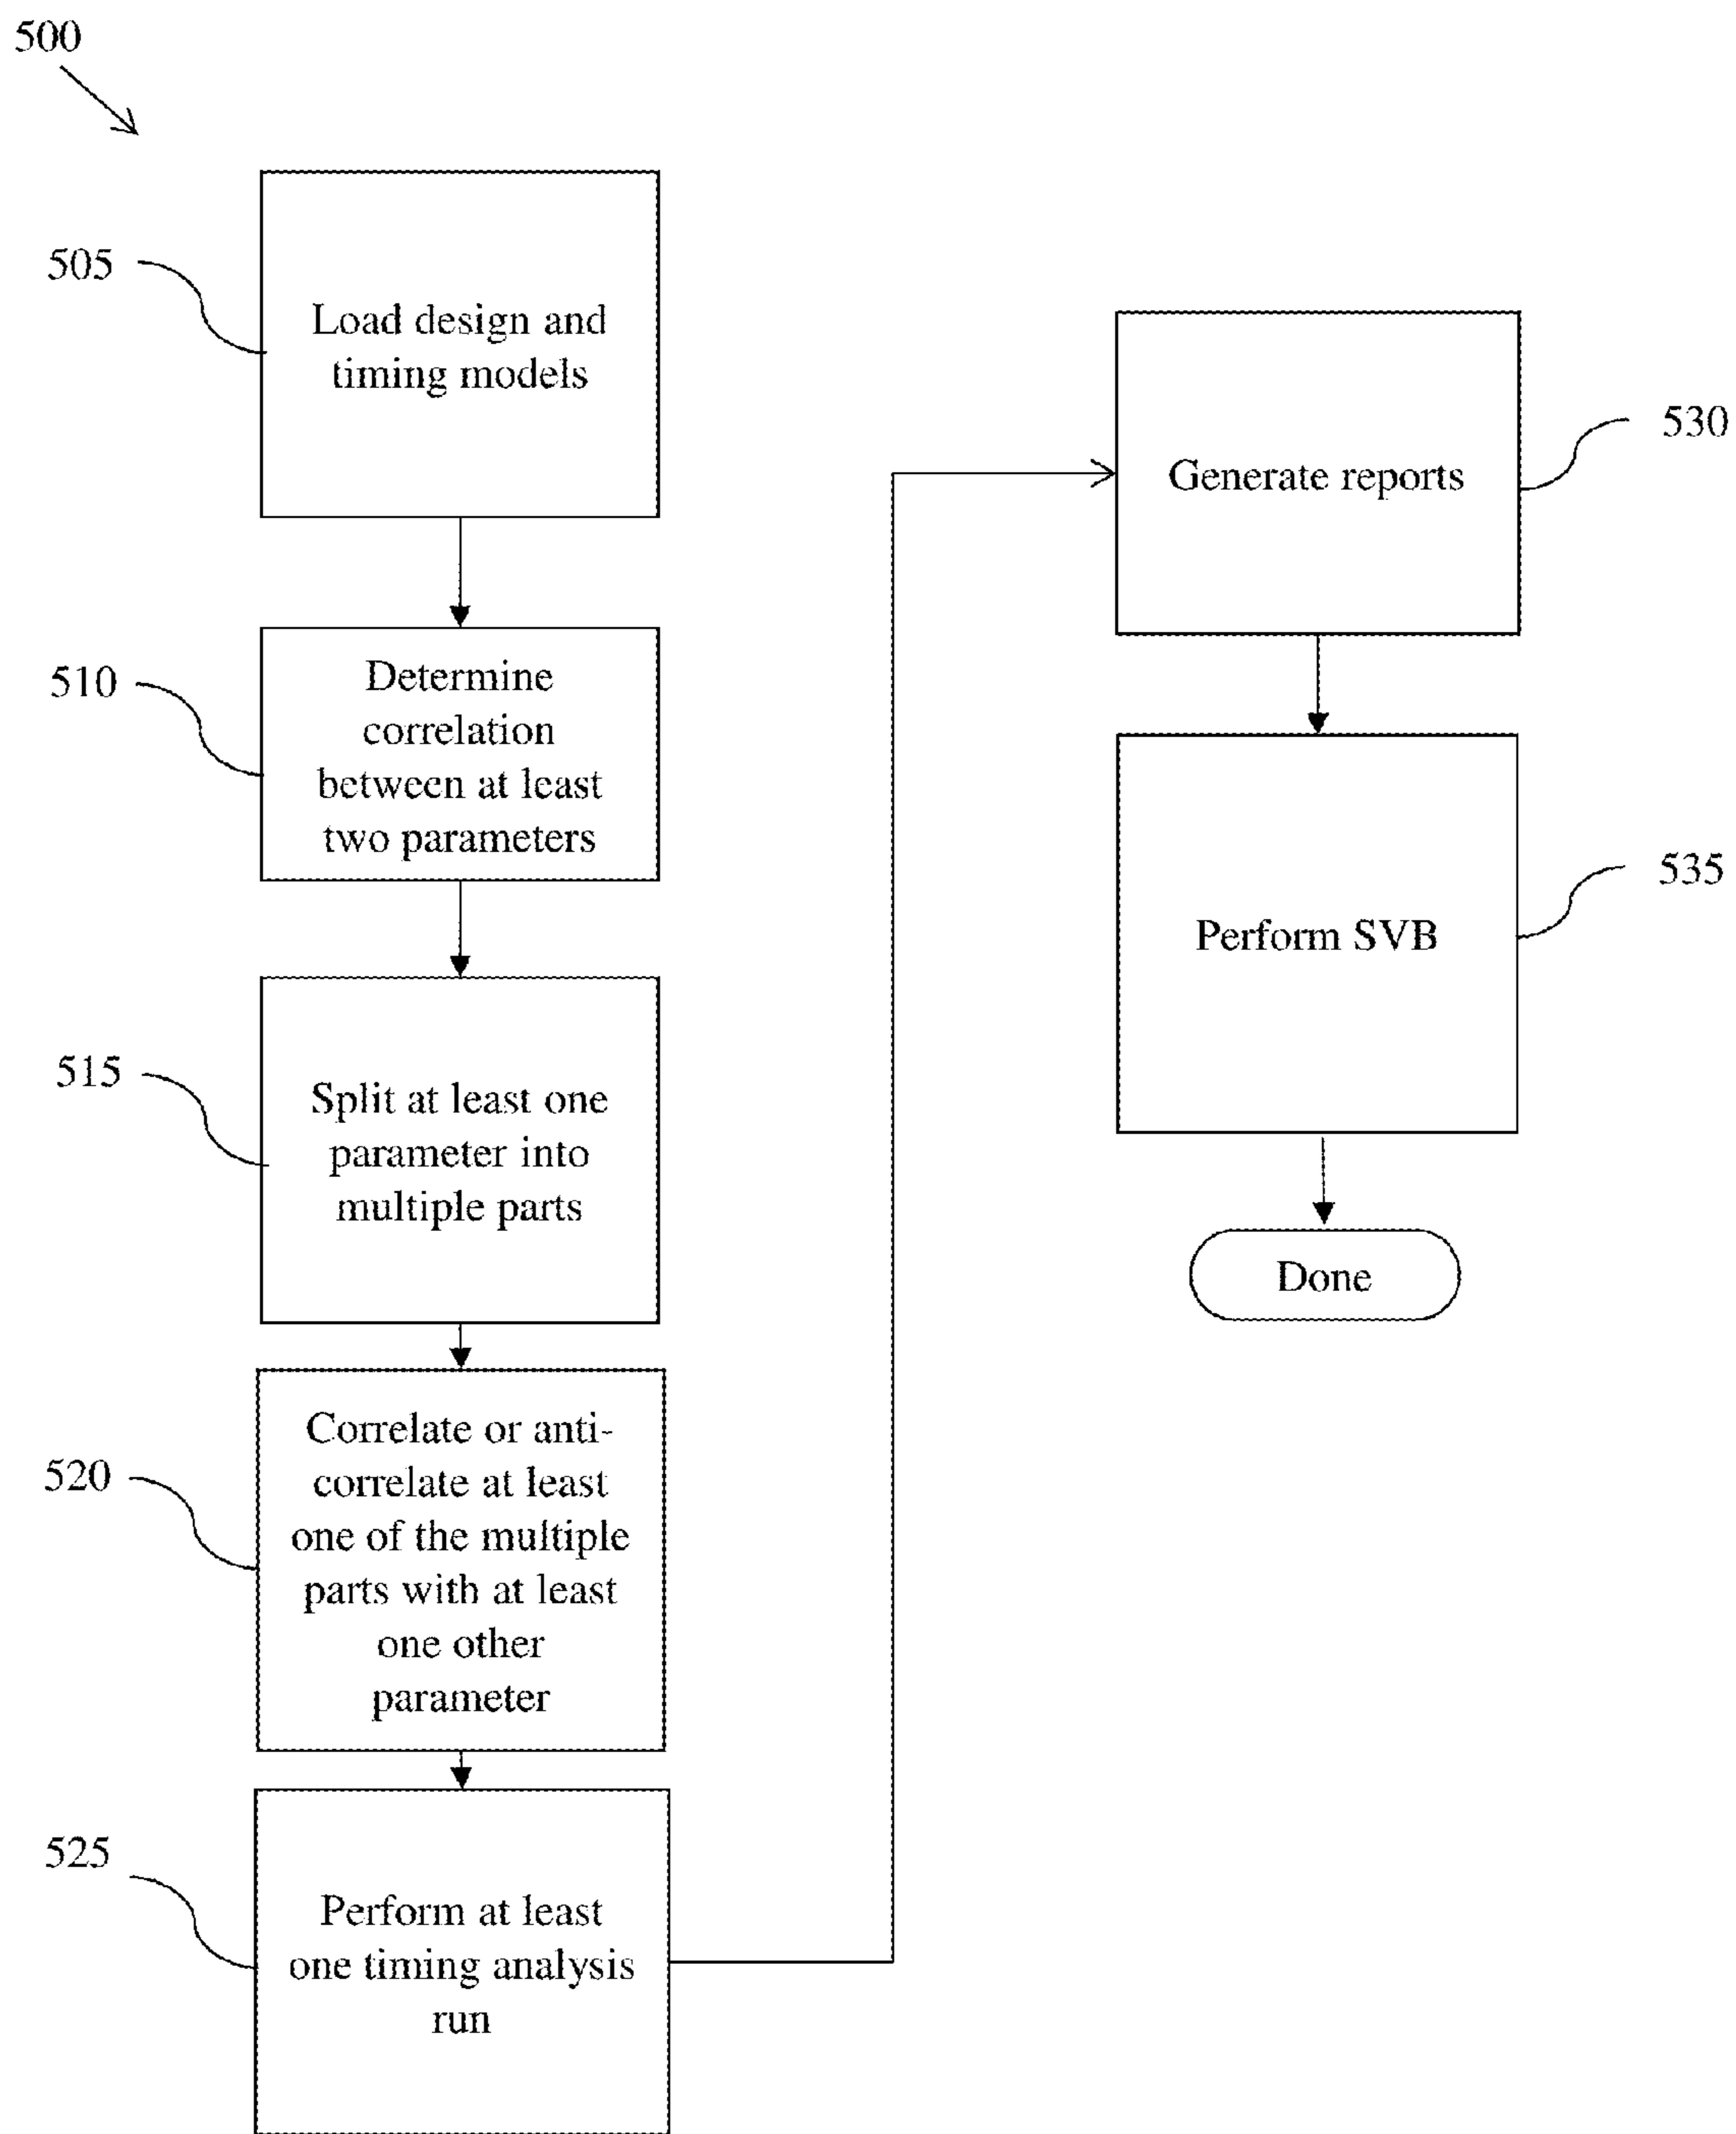 500
505
Load design and
timing models
510
Determine
correlation
between at least
two parameters
515
Split at least one
parameter into
multiple parts
520
Correlate or anti-
correlate at least
one of the multiple
parts with at least
one other
parameter
525
Perform at least
one timing analysis
run
530
Generate reports
535
Perform SVB
Done